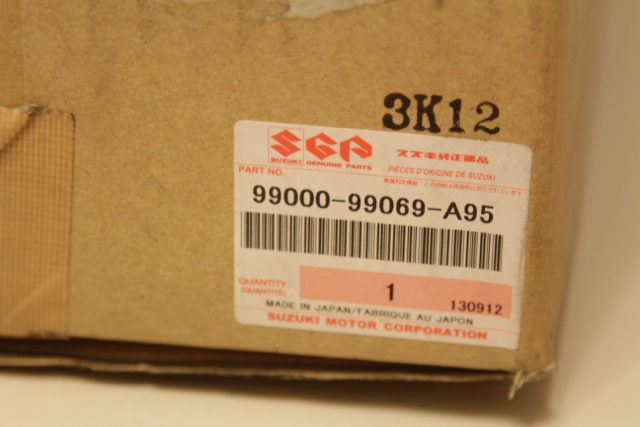 3K12
SGP スズキ純正部品
SUZUKI GENUINE PARTS
PIÈCES D'ORIGINE DE SUZUKI
PART NO.
99000-99069-A95
QUANTITY
(QUANTITE)
1
130912
MADE IN JAPAN/FABRIQUE AU JAPON
SUZUKI MOTOR CORPORATION